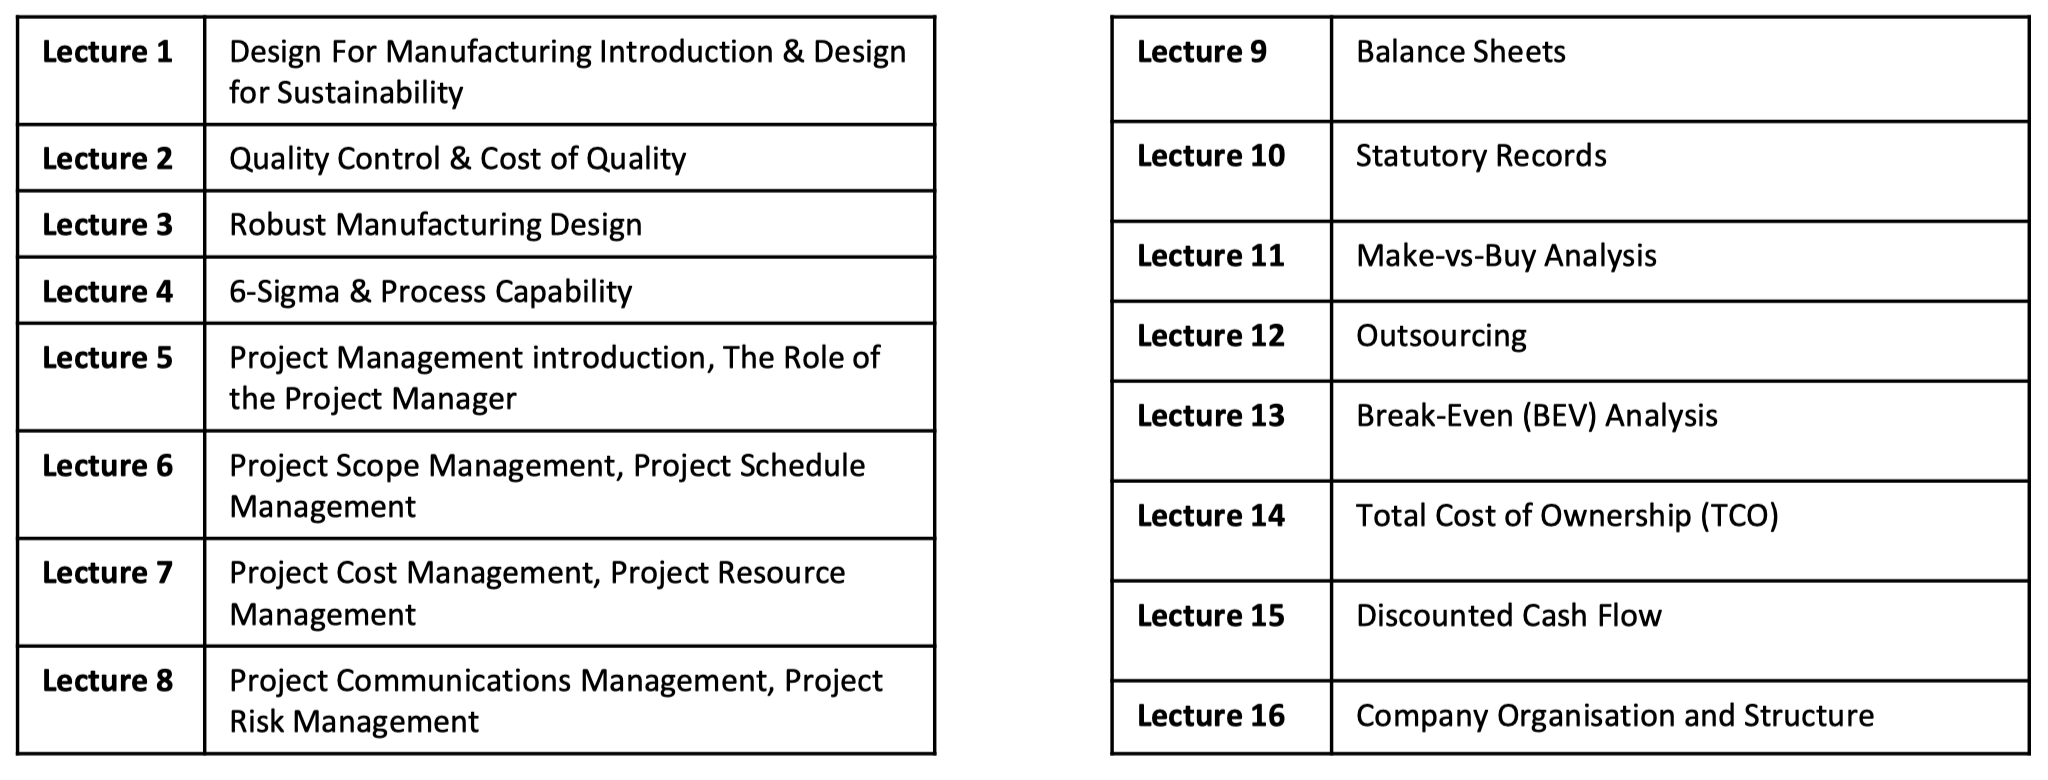 Lecture 1 Design For Manufacturing Introduction & Design
for Sustainability
Lecture 2 Quality Control & Cost of Quality
Lecture 3 Robust Manufacturing Design
Lecture 4 6-Sigma & Process Capability
Lecture 5 Project Management introduction, The Role of
the Project Manager
Lecture 6 Project Scope Management, Project Schedule
Management
Lecture 7 Project Cost Management, Project Resource
Management
Lecture 8 Project Communications Management, Project
Risk Management
Lecture 9 Balance Sheets
Lecture 10 Statutory Records
Lecture 11 Make-vs-Buy Analysis
Lecture 12 Outsourcing
Lecture 13 Break-Even (BEV) Analysis
Lecture 14 Total Cost of Ownership (TCO)
Lecture 15 Discounted Cash Flow
Lecture 16 Company Organisation and Structure